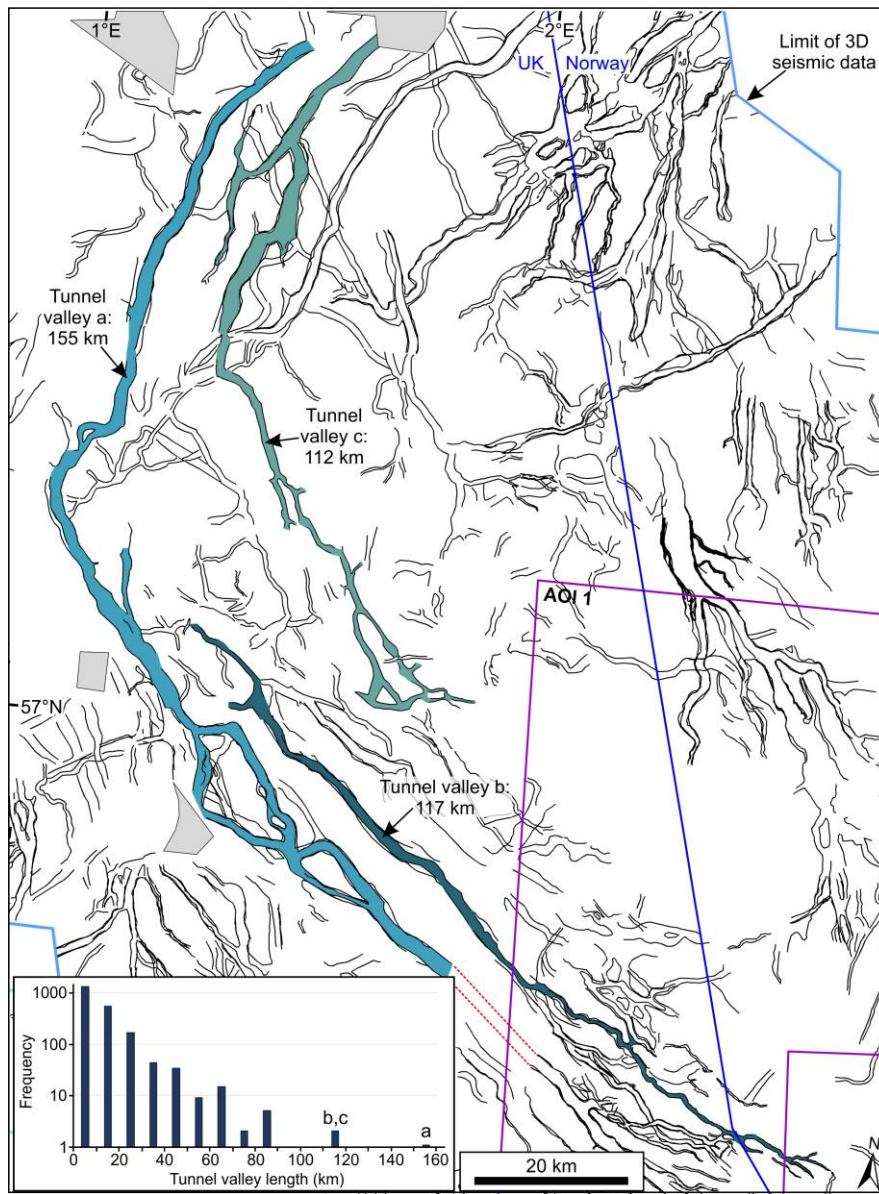 1°E
2°E
UK Norway
Limit of 3D
seismic data
Tunnel
valley a:
155 km
Tunnel
valley c:
112 km
AOI 1
57°N
Tunnel valley b:
117 km
1000
100
10
1
Frequency
b,c
a
0 20 40 60 80 100 120 140 160
Tunnel valley length (km)
20 km
N